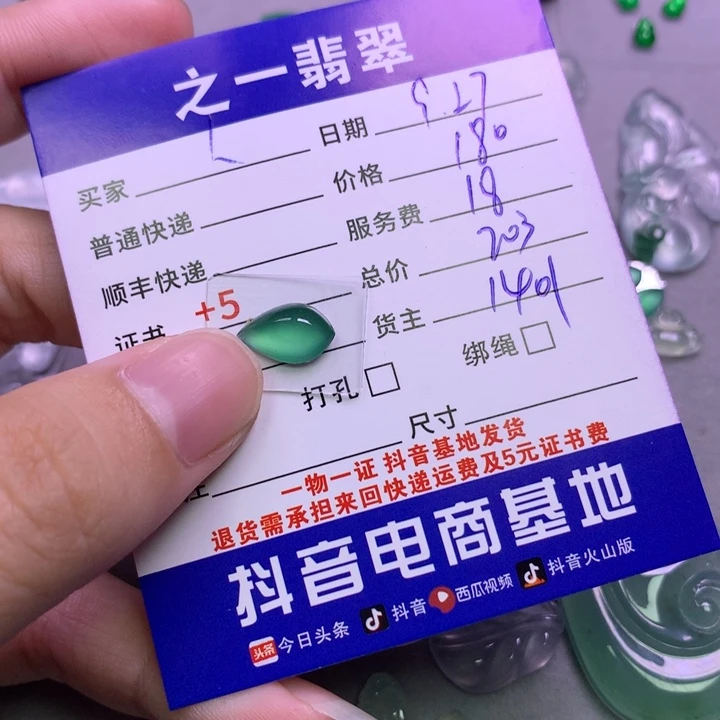 之一翡翠
日期 9.27
买家
价格 180
普通快递
服务费 18
顺丰快递
总价 203
证书 +5
货主 1401
打孔 绑绳
尺寸
一物一证 抖音基地发货
退货需承担来回快递运费及5元证书费
抖音电商基地
头条 今日头条 抖音 西瓜视频 抖音火山版